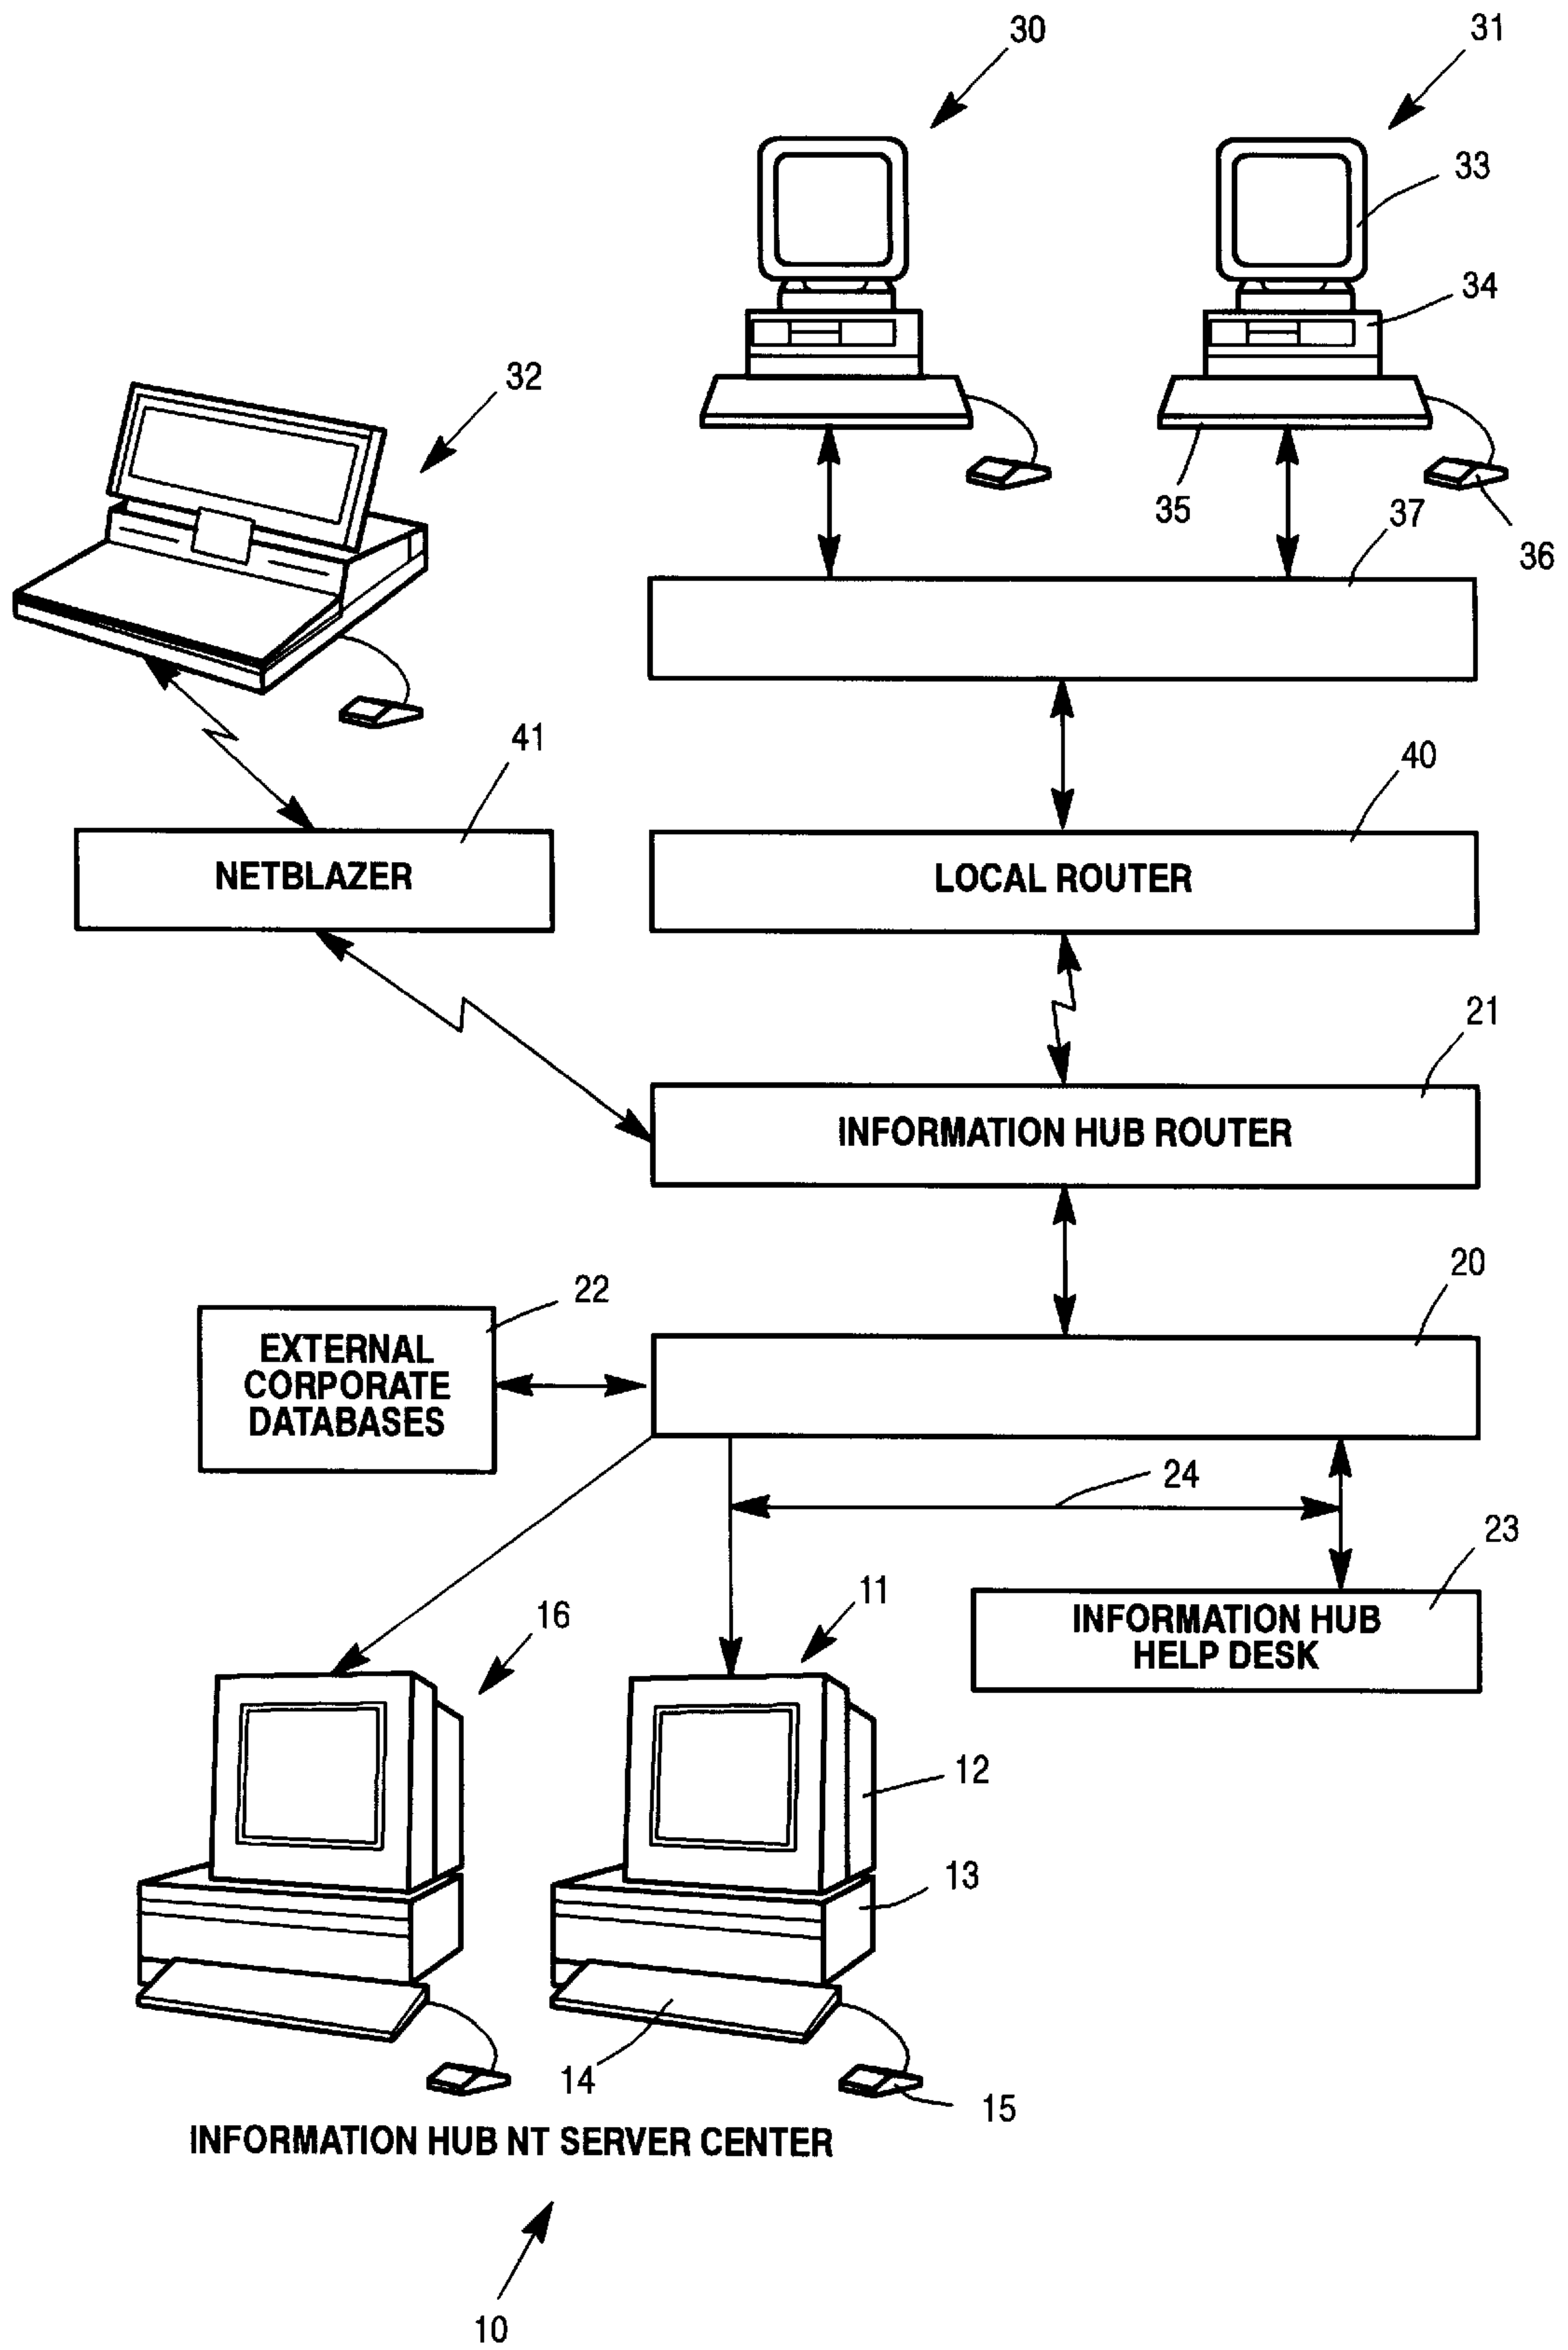 30
31
33
34
32
35
37
36
41
40
NETBLAZER
LOCAL ROUTER
21
INFORMATION HUB ROUTER
20
22
EXTERNAL
CORPORATE
DATABASES
24
23
11
16
INFORMATION HUB
HELP DESK
12
13
14
15
INFORMATION HUB NT SERVER CENTER
10